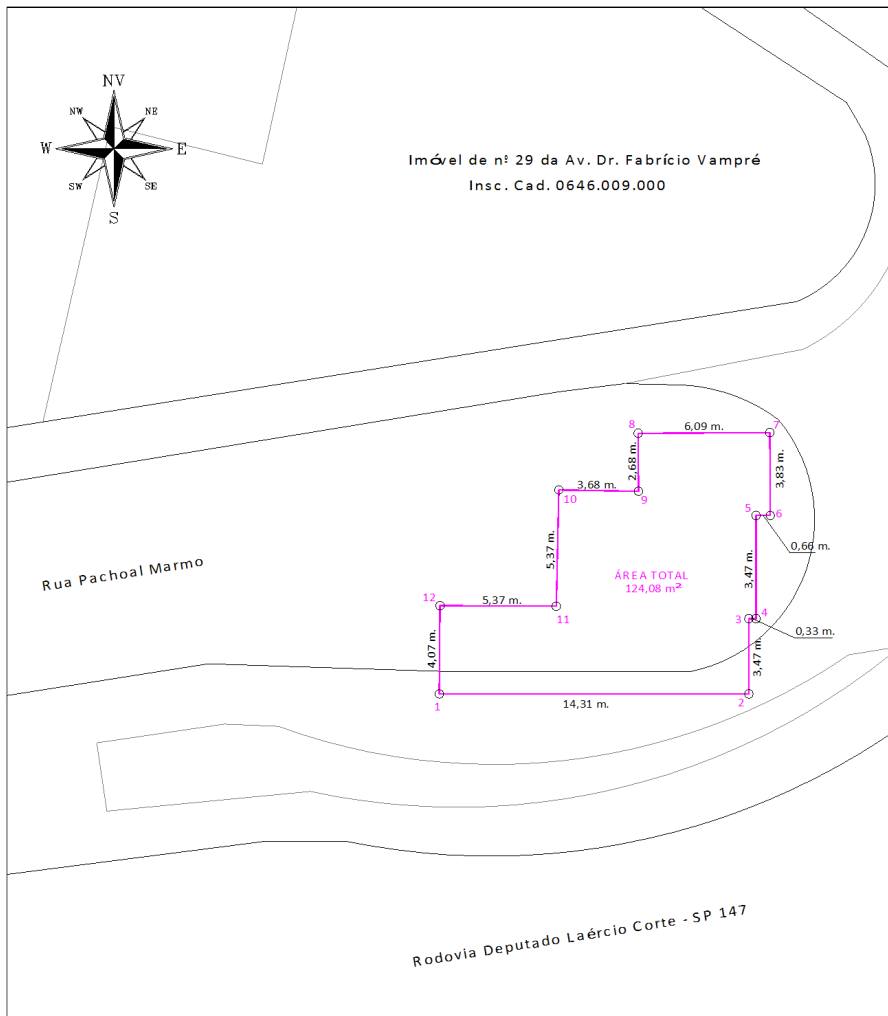 NV
NW
NE
W
E
SW
SE
S
Imóvel de nº 29 da Av. Dr. Fabrício Vampré
Insc. Cad. 0646.009.000
8
6,09 m.
7
2,68 m.
3,83 m.
3,68 m.
10
9
5
6
0,66 m.
5,37 m.
3,47 m.
Rua Pachoal Marmo
ÁREA TOTAL
124,08 m²
12
5,37 m.
11
3
4
0,33 m.
4,07 m.
3,47 m.
1
14,31 m.
2
Rodovia Deputado Laércio Corte - SP 147